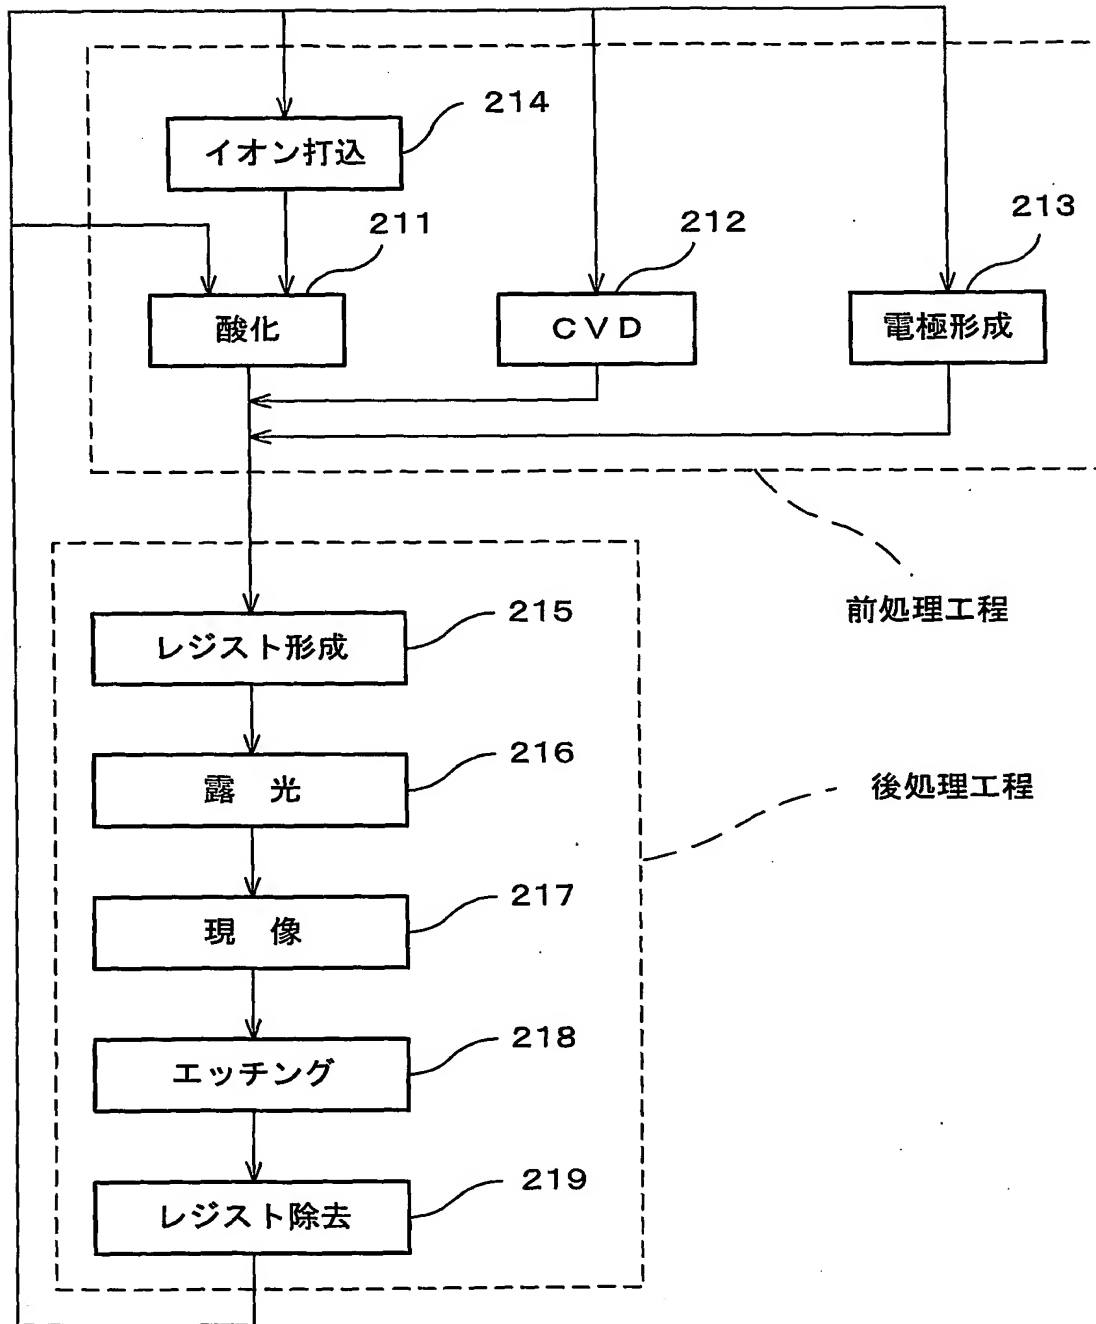 214
イオン打込
211
212
213
酸化
CVD
電極形成
前処理工程
215
レジスト形成
216
露 光
後処理工程
217
現 像
218
エッチング
219
レジスト除去